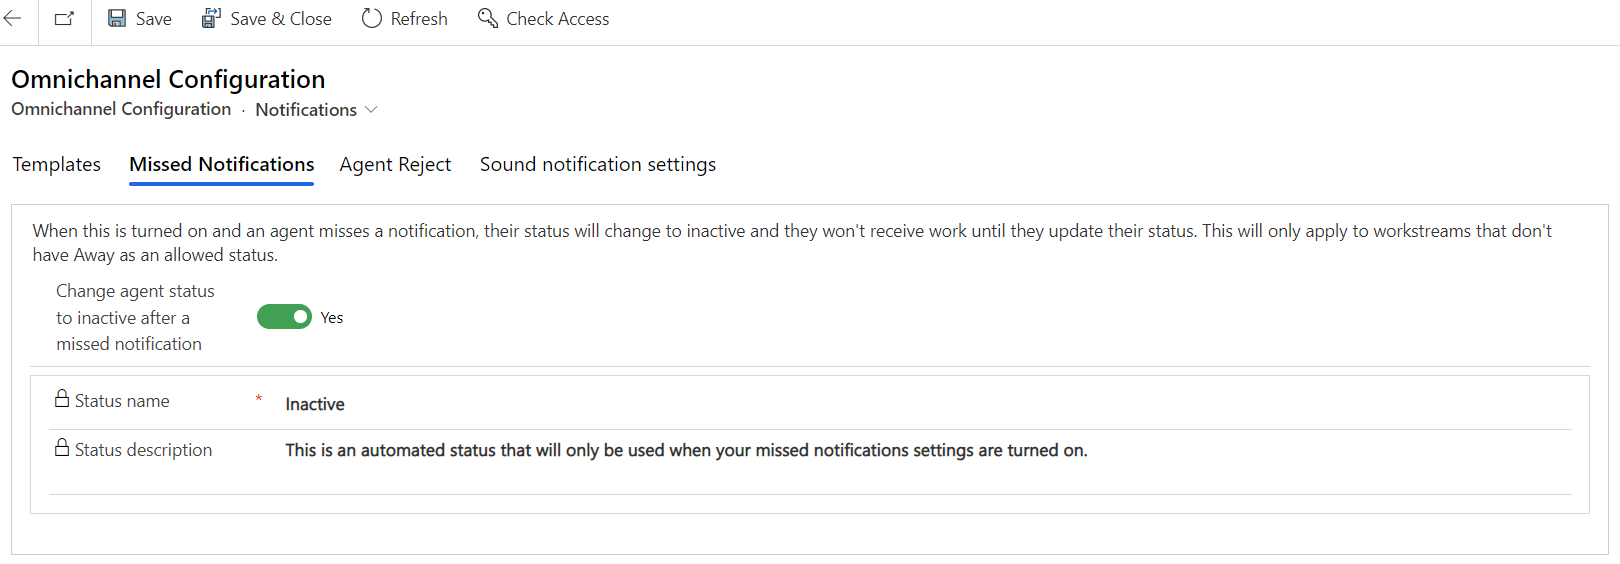 Save
Save & Close
Refresh
Check Access
Omnichannel Configuration
Omnichannel Configuration · Notifications
Templates
Missed Notifications
Agent Reject
Sound notification settings
When this is turned on and an agent misses a notification, their status will change to inactive and they won't receive work until they update their status. This will only apply to workstreams that don't
have Away as an allowed status.
Change agent status
to inactive after a
missed notification
Yes
Status name * Inactive
Status description This is an automated status that will only be used when your missed notifications settings are turned on.